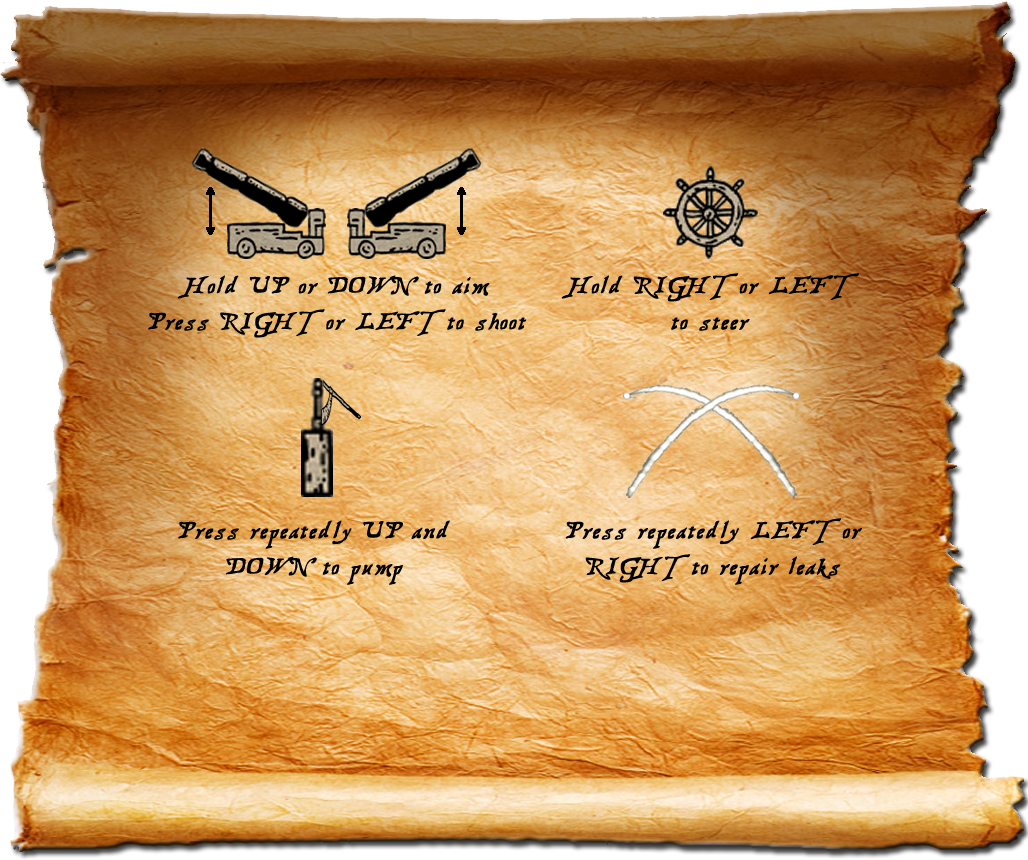 Hold UP or DOWN to aim
Press RIGHT or LEFT to shoot
Hold RIGHT or LEFT
to steer
Press repeatedly UP and
DOWN to pump
Press repeatedly LEFT or
RIGHT to repair leaks